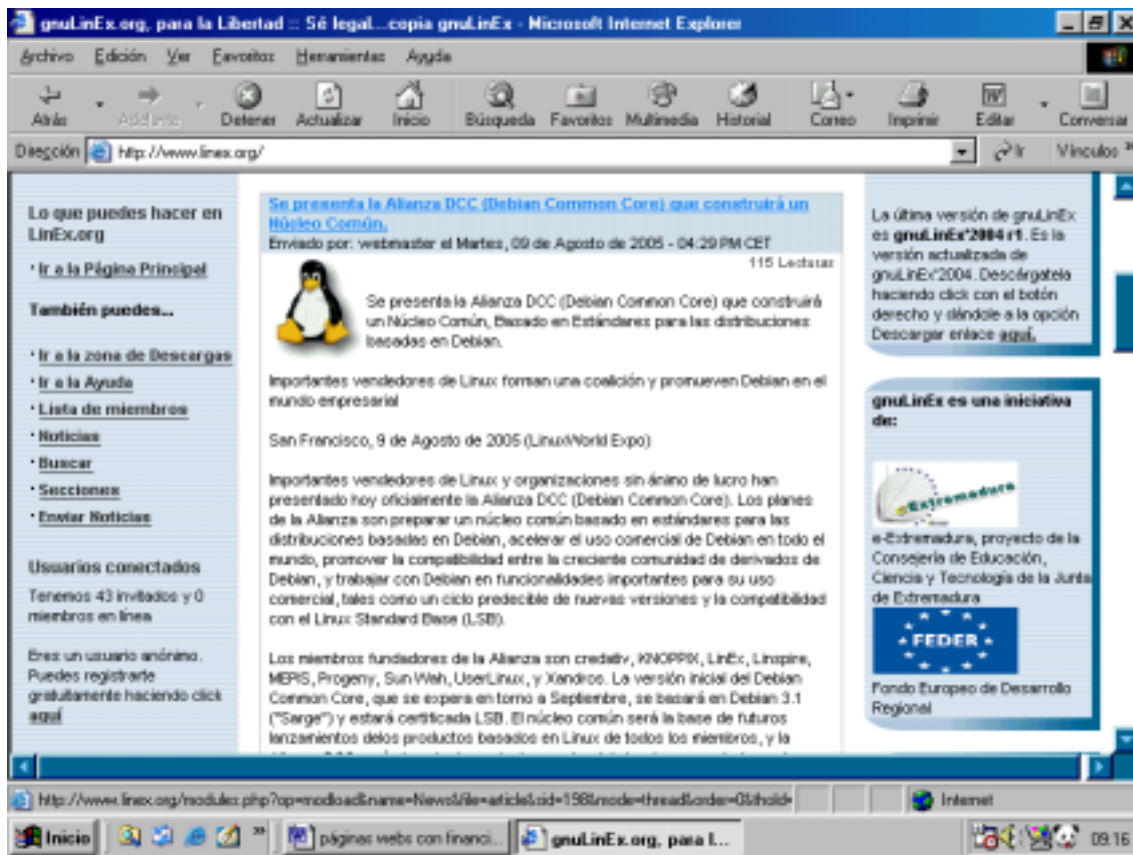 gnuLinEx.org, para la Libertad :: Sé legal...copia gnuLinEx - Microsoft Internet Explorer
Archivo Edición Ver Favoritos Herramientas Ayuda
Atrás Adelante Detener Actualizar Inicio Búsqueda Favoritos Multimedia Historial Correo Imprimir Editar Conversar
Dirección http://www.linex.org/ Ir Vínculos »
Lo que puedes hacer en
LinEx.org
· Ir a la Página Principal
También puedes...
· Ir a la zona de Descargas
· Ir a la Ayuda
· Lista de miembros
· Noticias
· Buscar
· Secciones
· Enviar Noticias
Usuarios conectados
Tenemos 43 invitados y 0
miembros en línea
Eres un usuario anónimo.
Puedes registrarte
gratuitamente haciendo click
aquí
Se presenta la Alianza DCC (Debian Common Core) que construirá un
Núcleo Común.
Enviado por: webmaster el Martes, 09 de Agosto de 2005 - 04:29 PM CET
115 Lecturas
Se presenta la Alianza DCC (Debian Common Core) que construirá
un Núcleo Común, Basado en Estándares para las distribuciones
basadas en Debian.
Importantes vendedores de Linux forman una coalición y promueven Debian en el
mundo empresarial
San Francisco, 9 de Agosto de 2005 (LinuxWorld Expo)
Importantes vendedores de Linux y organizaciones sin ánimo de lucro han
presentado hoy oficialmente la Alianza DCC (Debian Common Core). Los planes
de la Alianza son preparar un núcleo común basado en estándares para las
distribuciones basadas en Debian, acelerar el uso comercial de Debian en todo el
mundo, promover la compatibilidad entre la creciente comunidad de derivados de
Debian, y trabajar con Debian en funcionalidades importantes para su uso
comercial, tales como un ciclo predecible de nuevas versiones y la compatibilidad
con el Linux Standard Base (LSB).
Los miembros fundadores de la Alianza son credativ, KNOPPIX, LinEx, Linspire,
MEPIS, Progeny, Sun Wah, UserLinux, y Xandros. La versión inicial del Debian
Common Core, que se espera en torno a Septiembre, se basará en Debian 3.1
("Sarge") y estará certificada LSB. El núcleo común será la base de futuros
lanzamientos delos productos basados en Linux de todos los miembros, y la
La última versión de gnuLinEx
es gnuLinEx'2004 r1. Es la
versión actualizada de
gnuLinEx'2004. Descárgatela
haciendo click con el botón
derecho y dándole a la opción
Descargar enlace aquí.
gnuLinEx es una iniciativa
de:
eExtremadura
e-Extremadura, proyecto de la
Consejería de Educación,
Ciencia y Tecnología de la Junta
de Extremadura
FEDER
Fondo Europeo de Desarrollo
Regional
http://www.linex.org/modules.php?op=modload&name=News&file=article&sid=198&mode=thread&order=0&thold= Internet
Inicio » páginas webs con financi... gnuLinEx.org, para l... 09:16